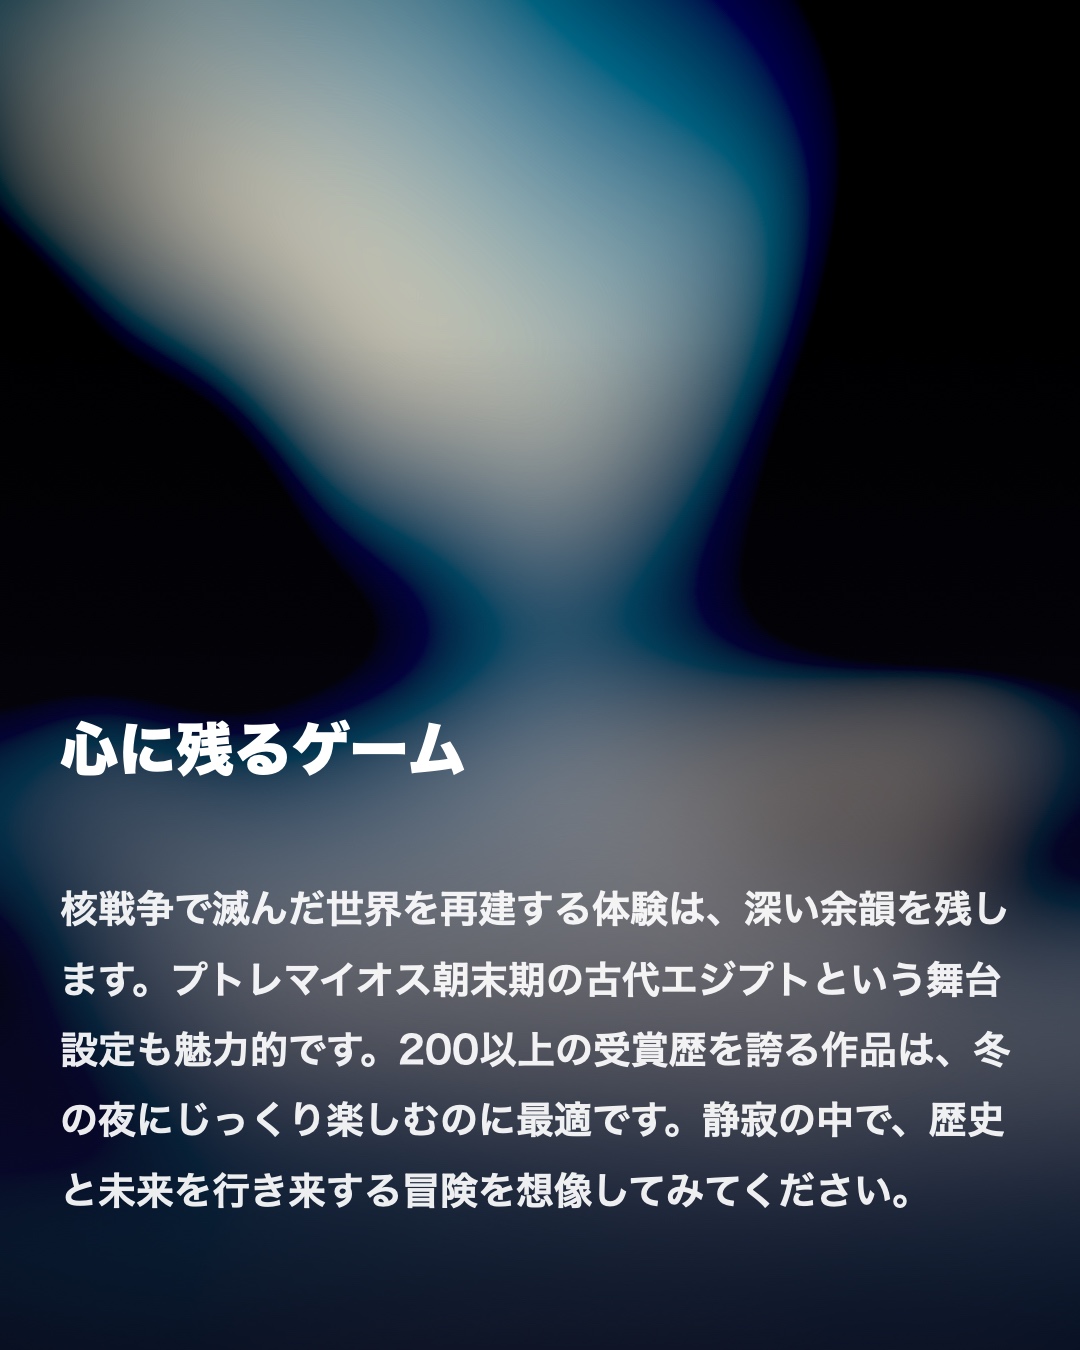 心に残るゲーム
核戦争で滅んだ世界を再建する体験は、深い余韻を残し
ます。プトレマイオス朝末期の古代エジプトという舞台
設定も魅力的です。200以上の受賞歴を誇る作品は、冬
の夜にじっくり楽しむのに最適です。静寂の中で、歴史
と未来を行き来する冒険を想像してみてください。